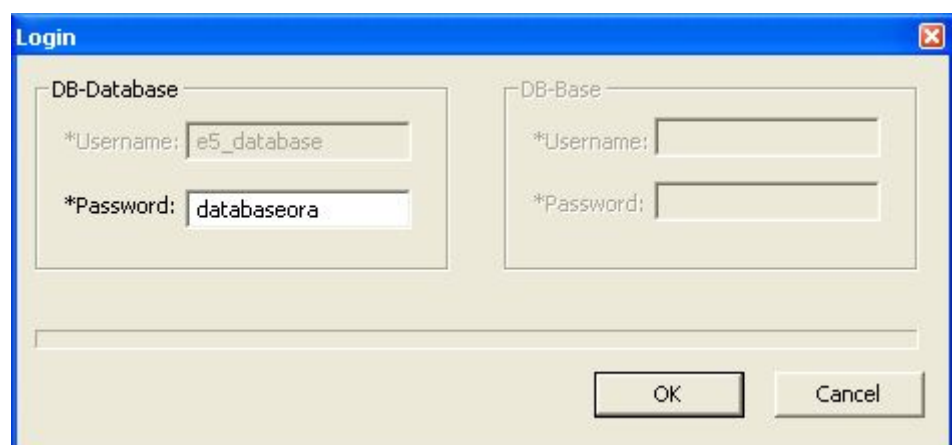 Login
DB-Database
*Username: e5_database
*Password: databaseora
DB-Base
*Username:
*Password:
OK
Cancel